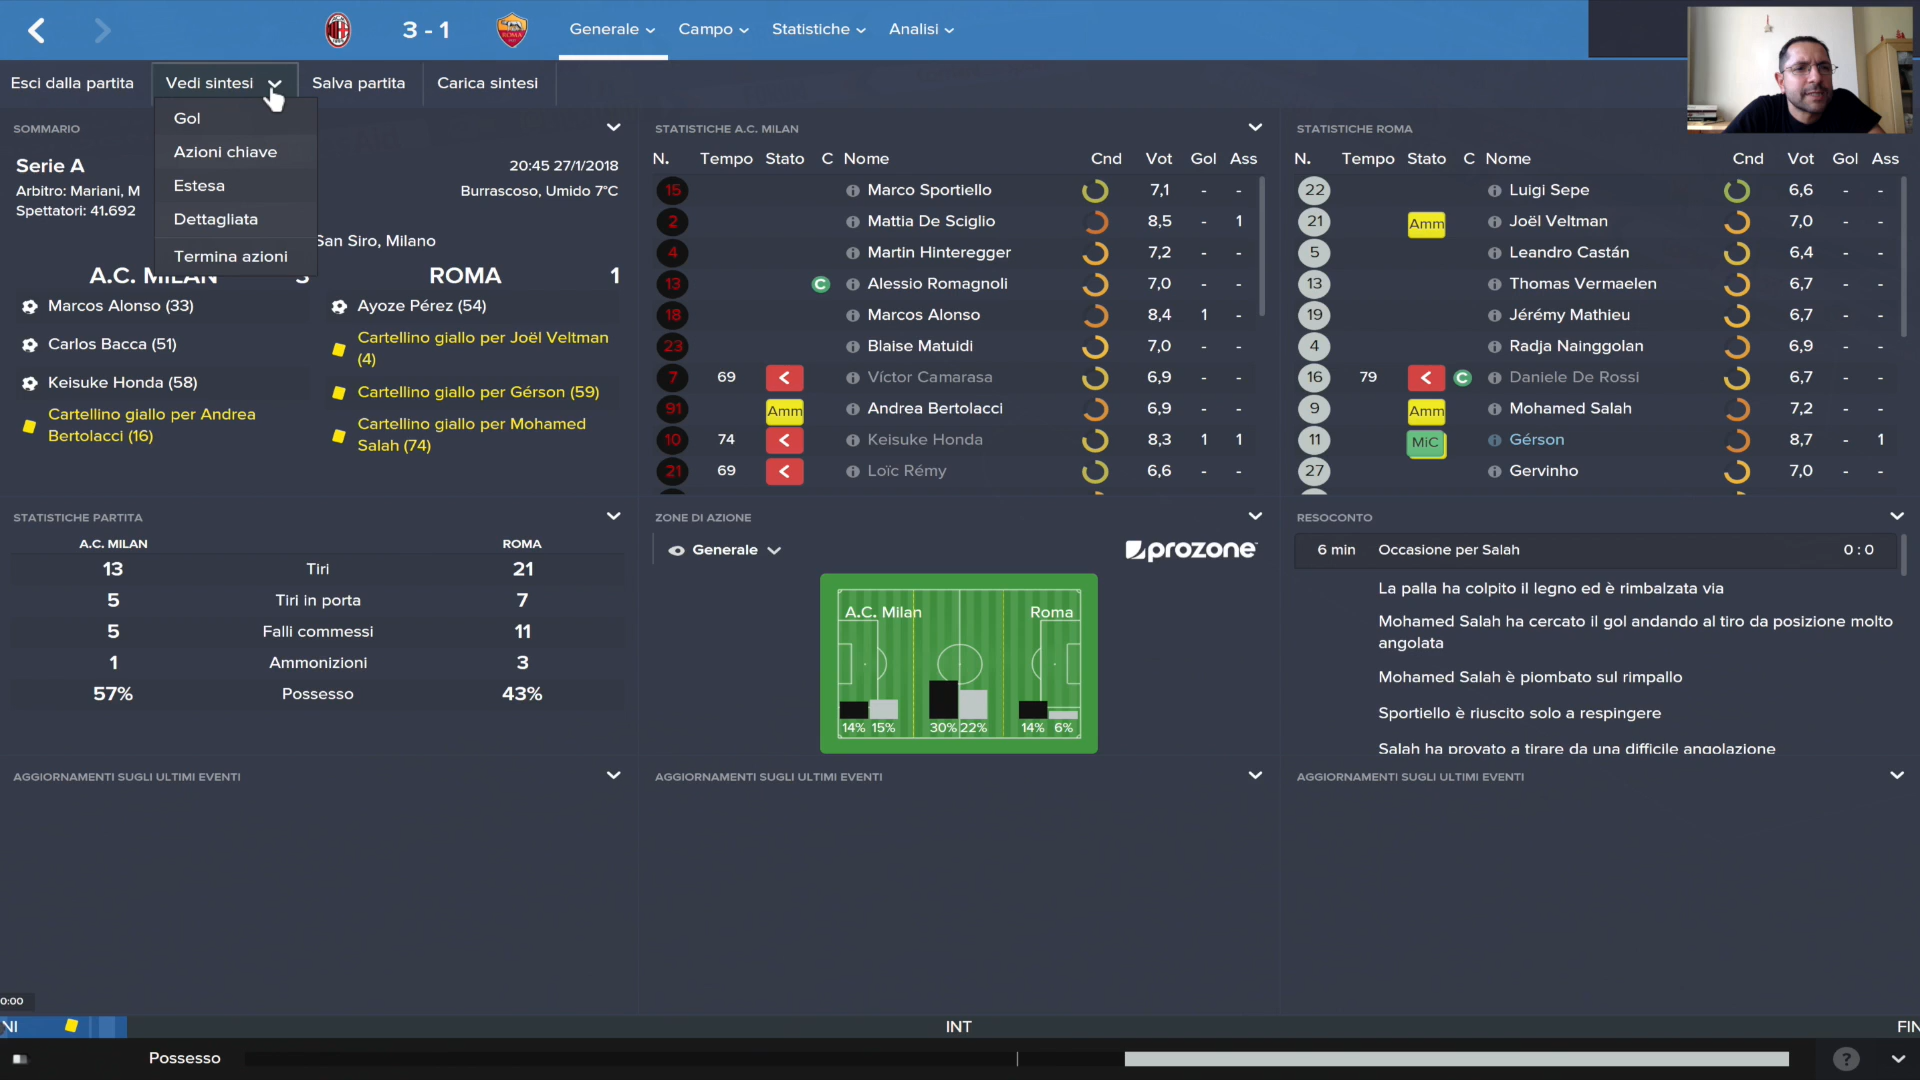 3 - 1
Generale
Campo
Statistiche
Analisi
Esci dalla partita
Vedi sintesi
Salva partita
Carica sintesi
Gol
Azioni chiave
Estesa
Dettagliata
Termina azioni
SOMMARIO
Serie A
20:45 27/1/2018
Arbitro: Mariani, M
Burrascoso, Umido 7°C
Spettatori: 41.692
San Siro, Milano
A.C. MILAN 3
ROMA 1
Marcos Alonso (33)
Carlos Bacca (51)
Keisuke Honda (58)
Cartellino giallo per Andrea
Bertolacci (16)
Ayoze Pérez (54)
Cartellino giallo per Joël Veltman
(4)
Cartellino giallo per Gérson (59)
Cartellino giallo per Mohamed
Salah (74)
STATISTICHE A.C. MILAN
N. Tempo Stato C Nome Cnd Vot Gol Ass
15 Marco Sportiello 7,1 - -
2 Mattia De Sciglio 8,5 - 1
4 Martin Hinteregger 7,2 - -
13 C Alessio Romagnoli 7,0 - -
18 Marcos Alonso 8,4 1 -
23 Blaise Matuidi 7,0 - -
7 69 Víctor Camarasa 6,9 - -
91 Amm Andrea Bertolacci 6,9 - -
10 74 Keisuke Honda 8,3 1 1
21 69 Loïc Rémy 6,6 - -
STATISTICHE ROMA
N. Tempo Stato C Nome Cnd Vot Gol Ass
22 Luigi Sepe 6,6 - -
21 Amm Joël Veltman 7,0 - -
5 Leandro Castán 6,4 - -
13 Thomas Vermaelen 6,7 - -
19 Jérémy Mathieu 6,7 - -
4 Radja Nainggolan 6,9 - -
16 79 C Daniele De Rossi 6,7 - -
9 Amm Mohamed Salah 7,2 - -
11 MiC Gérson 8,7 - 1
27 Gervinho 7,0 - -
STATISTICHE PARTITA
A.C. MILAN ROMA
13 Tiri 21
5 Tiri in porta 7
5 Falli commessi 11
1 Ammonizioni 3
57% Possesso 43%
ZONE DI AZIONE
Generale
prozone
A.C. Milan Roma
14% 15% 30% 22% 14% 6%
RESOCONTO
6 min Occasione per Salah 0 : 0
La palla ha colpito il legno ed è rimbalzata via
Mohamed Salah ha cercato il gol andando al tiro da posizione molto
angolata
Mohamed Salah è piombato sul rimpallo
Sportiello è riuscito solo a respingere
Salah ha provato a tirare da una difficile angolazione
AGGIORNAMENTI SUGLI ULTIMI EVENTI
AGGIORNAMENTI SUGLI ULTIMI EVENTI
AGGIORNAMENTI SUGLI ULTIMI EVENTI
0:00
NI
INT
FIN
Possesso
?